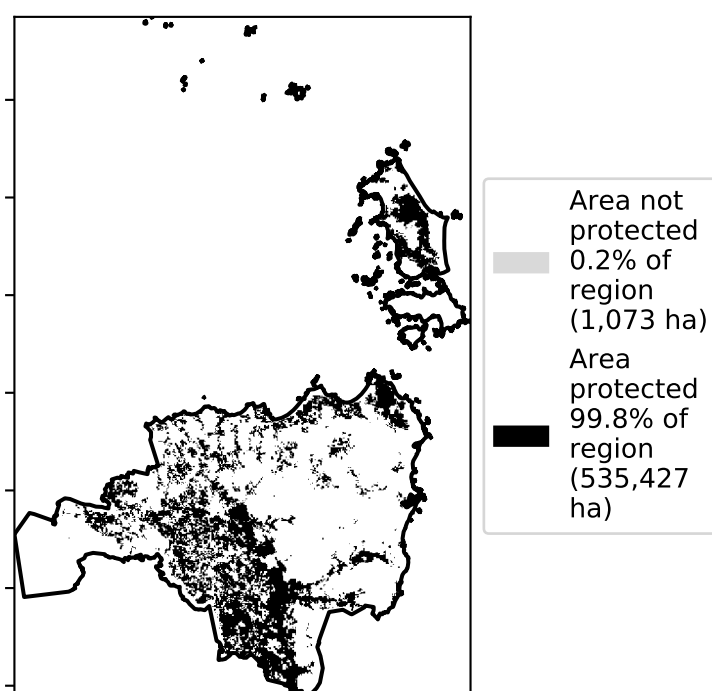 Area not
protected
0.2% of
region
(1,073 ha)
Area
protected
99.8% of
region
(535,427
ha)